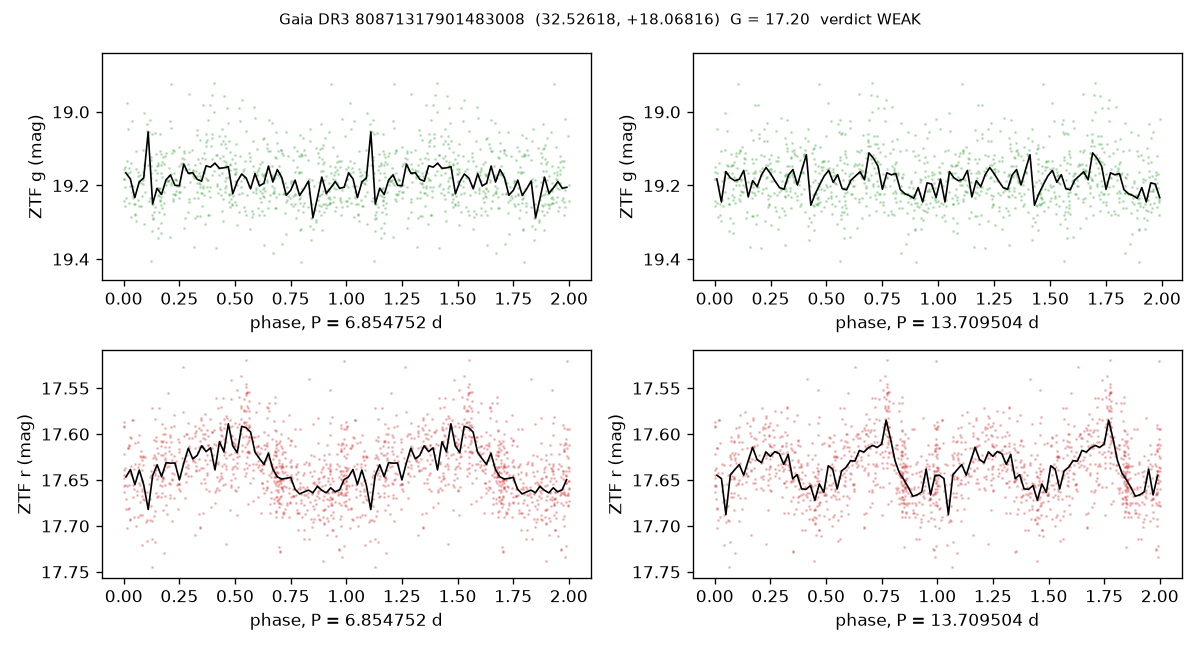 Gaia DR3 80871317901483008  (32.52618, +18.06816)  G = 17.20  verdict WEAK
ZTF g (mag)
19.0
19.2
19.4
0.00 0.25 0.50 0.75 1.00 1.25 1.50 1.75 2.00
phase, P = 6.854752 d
ZTF g (mag)
19.0
19.2
19.4
0.00 0.25 0.50 0.75 1.00 1.25 1.50 1.75 2.00
phase, P = 13.709504 d
ZTF r (mag)
17.55
17.60
17.65
17.70
17.75
0.00 0.25 0.50 0.75 1.00 1.25 1.50 1.75 2.00
phase, P = 6.854752 d
ZTF r (mag)
17.55
17.60
17.65
17.70
17.75
0.00 0.25 0.50 0.75 1.00 1.25 1.50 1.75 2.00
phase, P = 13.709504 d